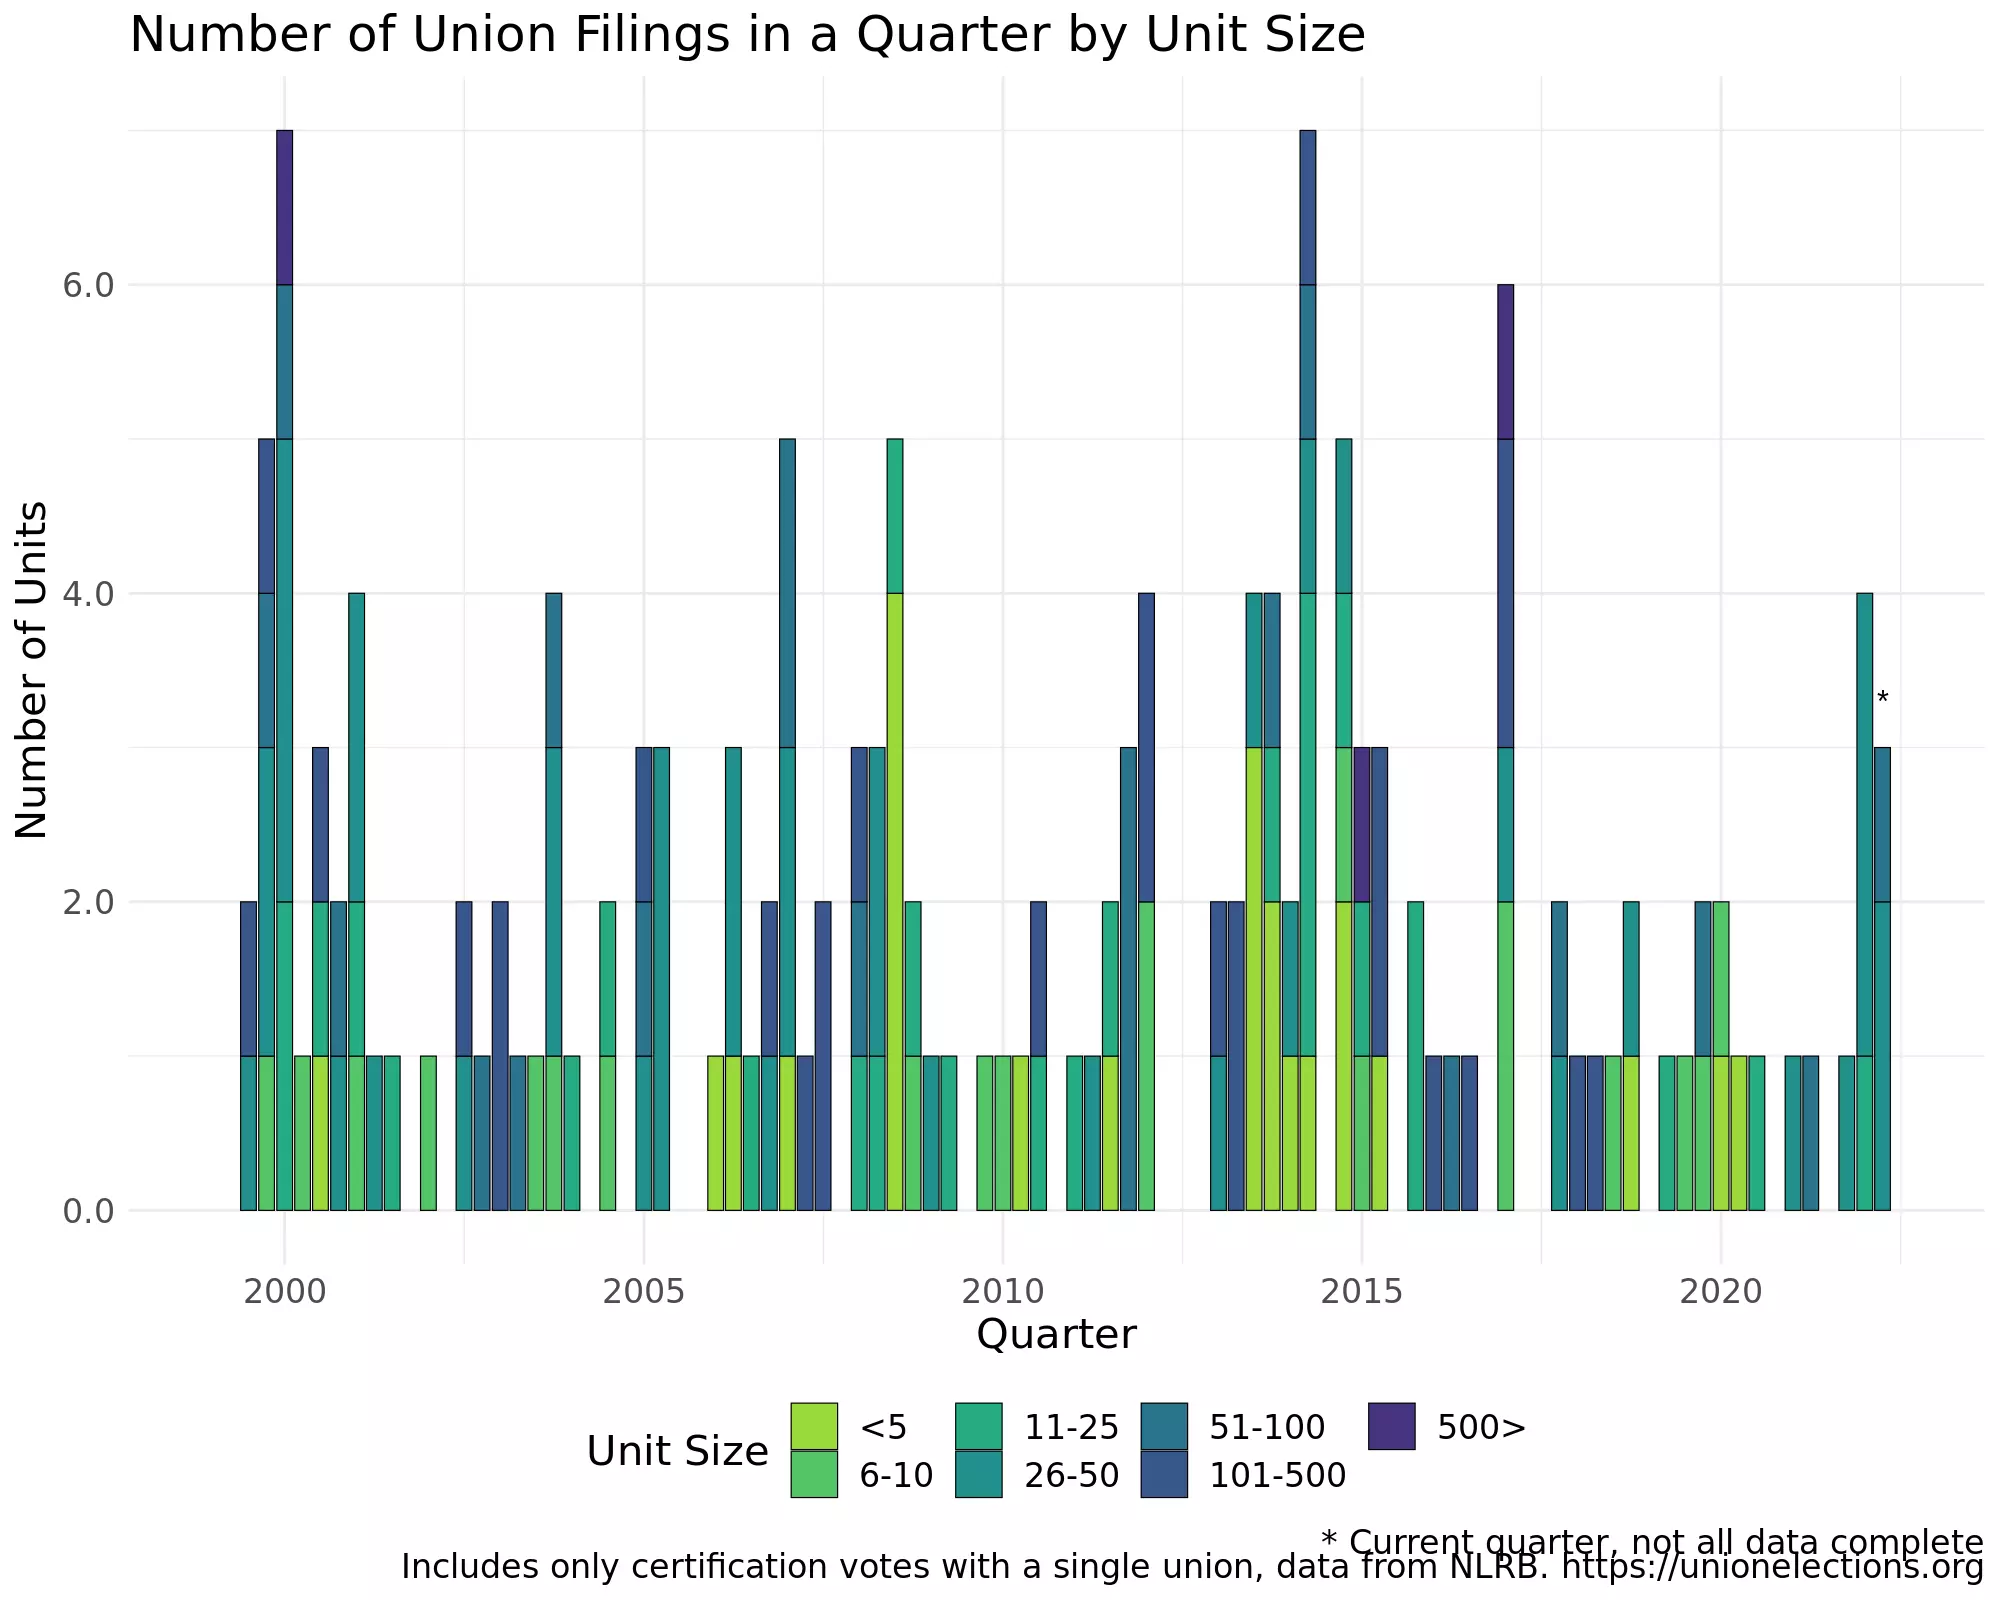 Number of Union Filings in a Quarter by Unit Size
Number of Units
6.0
4.0
2.0
0.0
*
2000 2005 2010 2015 2020
Quarter
Unit Size
<5 11-25 51-100 500>
6-10 26-50 101-500
* Current quarter, not all data complete
Includes only certification votes with a single union, data from NLRB. https://unionelections.org